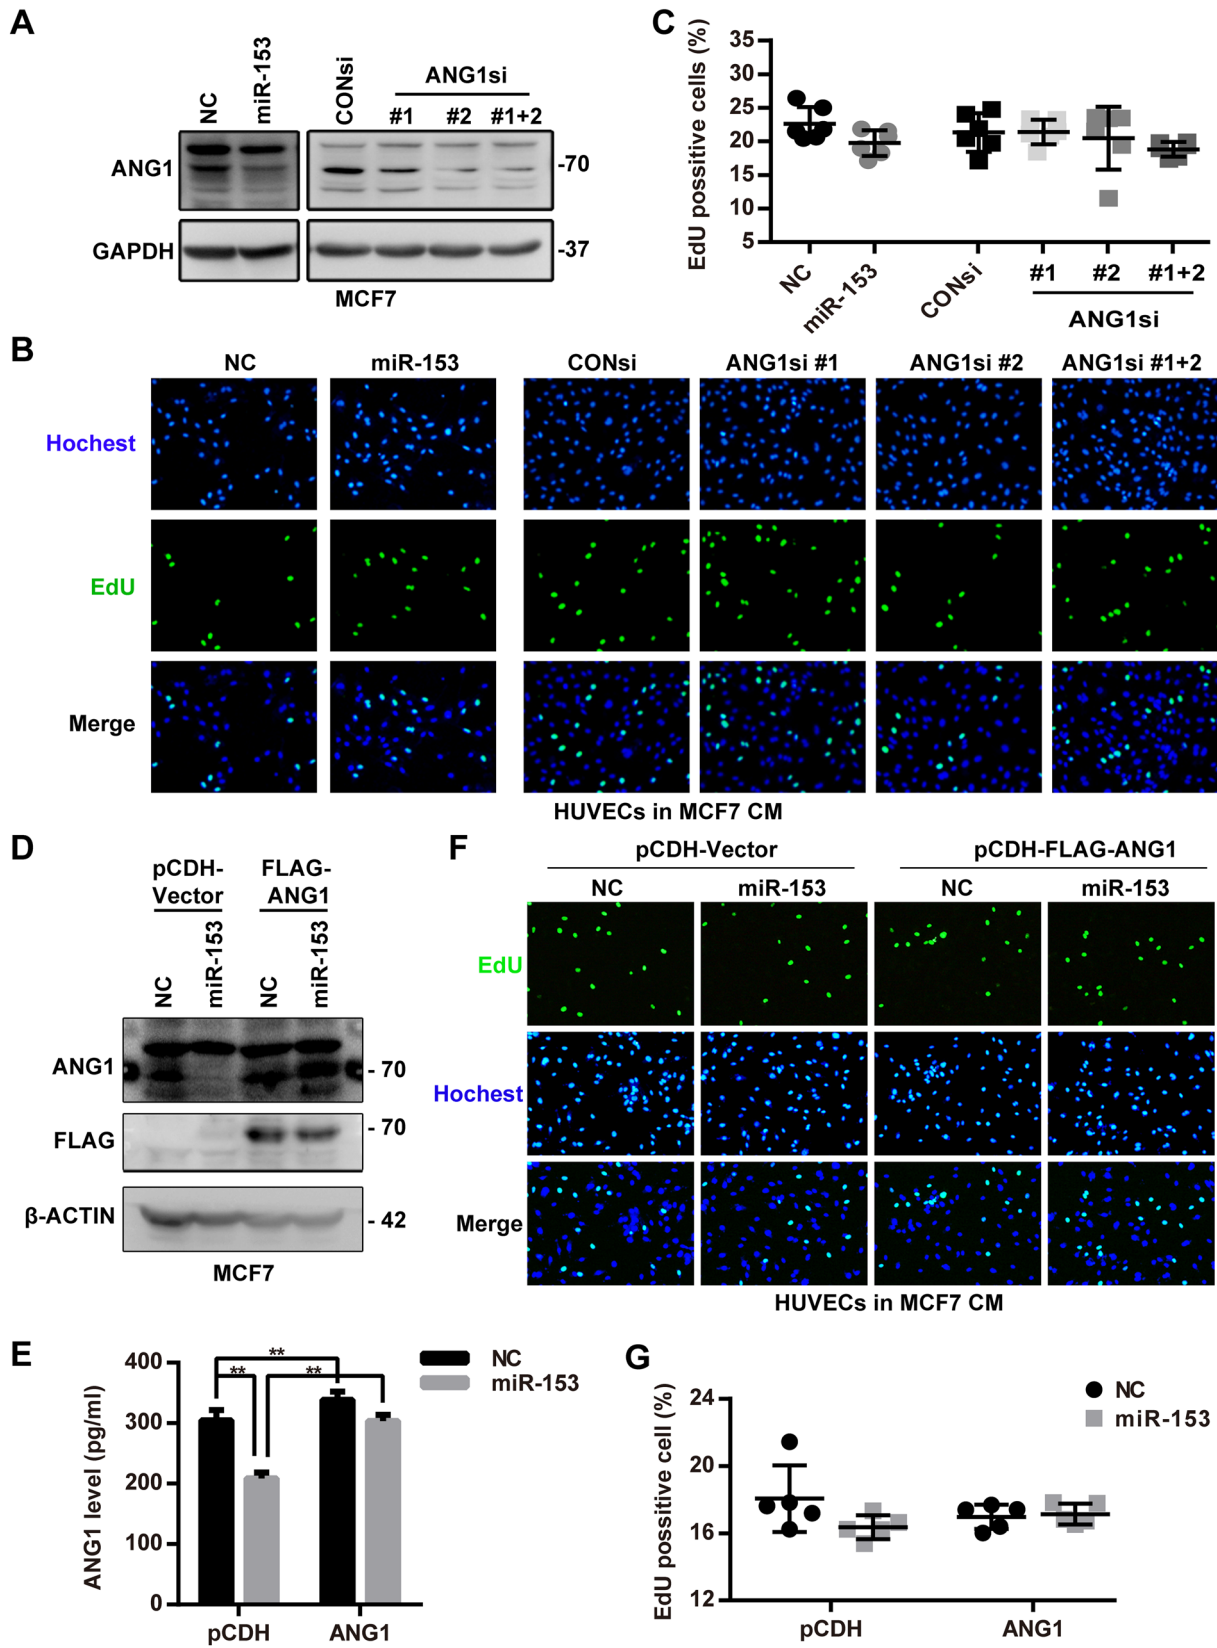 A
NC
miR-153
CONsi
ANG1si
#1
#2
#1+2
ANG1
-70
GAPDH
-37
MCF7
C
EdU possitive cells (%)
35
30
25
20
15
10
5
NC
miR-153
CONsi
#1
#2
#1+2
ANG1si
B
NC
miR-153
CONsi
ANG1si #1
ANG1si #2
ANG1si #1+2
Hochest
EdU
Merge
HUVECs in MCF7 CM
D
pCDH-
Vector
FLAG-
ANG1
NC
miR-153
NC
miR-153
ANG1
- 70
FLAG
- 70
β-ACTIN
- 42
MCF7
F
pCDH-Vector
pCDH-FLAG-ANG1
NC
miR-153
NC
miR-153
EdU
Hochest
Merge
HUVECs in MCF7 CM
E
ANG1 level (pg/ml)
400
300
200
100
0
**
**
**
NC
miR-153
pCDH
ANG1
G
EdU possitive cell (%)
24
20
16
12
NC
miR-153
pCDH
ANG1